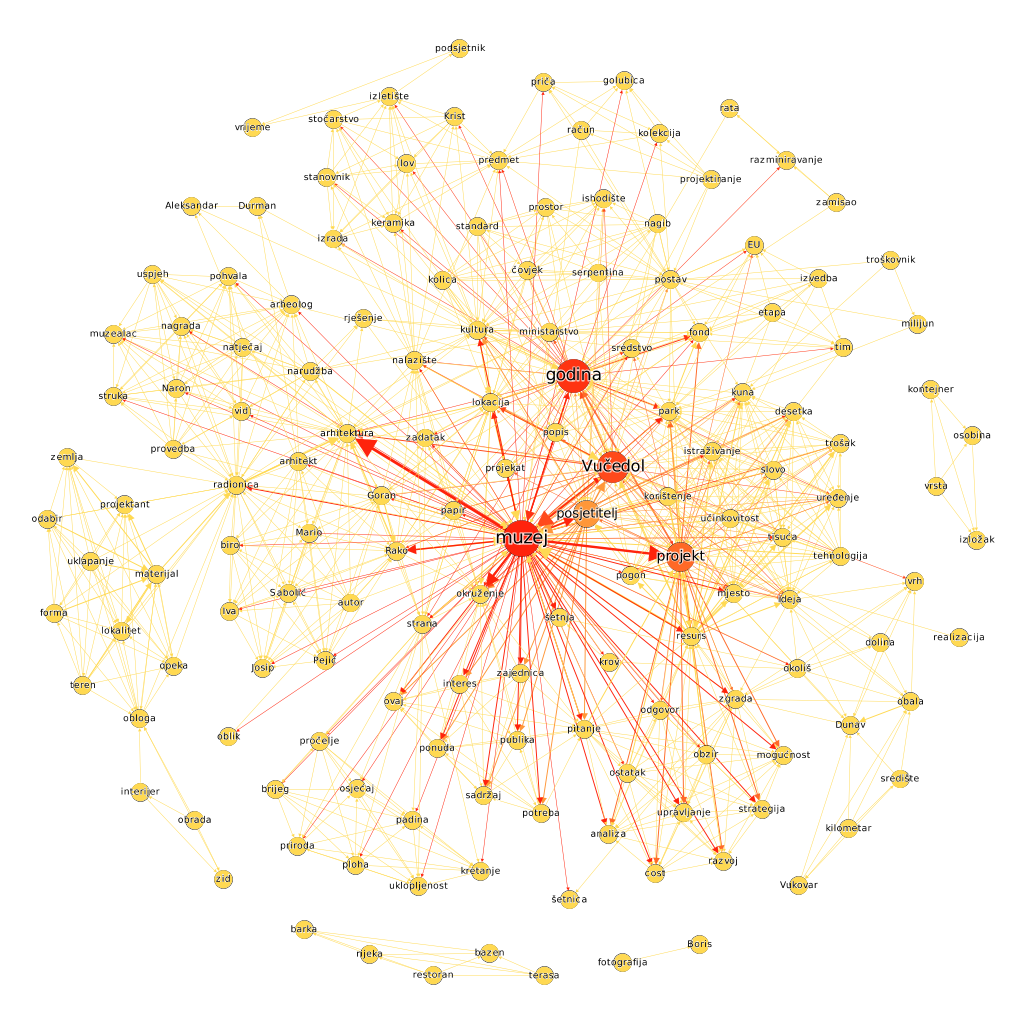 podsjetnik
priča
golubica
izletište
stoćarstvo
Krist
rata
vrijeme
račun
kolekcija
lov
predmet
razminiravanje
stanovnik
projektiranje
Aleksandar
Durman
prostor
ishodište
zamisao
keramika
standard
nagib
izrada
EU
troškovnik
uspjeh
pohvala
kolica
čovjek
serpentina
postav
izvedba
arheolog
etapa
rješenje
milijun
muzealac
nagrada
kultura
ministarstvo
fond
natječaj
sredstvo
tim
nalazište
narudžba
godina
Naron
struka
kuna
kontejner
vid
lokacija
park
desetka
arhitektura
zadatak
popis
osobina
provedba
istraživanje
trošak
zemlja
arhitekt
projekat
Vučedol
slovo
radionica
vrsta
Goran
korištenje
uređenje
projektant
papir
posjetitelj
odabir
učinkovitost
Mario
muzej
tisuća
izložak
biro
Rako
projekt
tehnologija
uklapanje
materijal
pogon
vrh
Sabolić
okruženje
mjesto
ideja
forma
Iva
autor
strana
šetnja
lokalitet
resurs
realizacija
dolina
opeka
Josip
Pejić
krov
okoliš
teren
interes
zajednica
ovaj
zgrada
obala
odgovor
obloga
Dunav
pitanje
oblik
pročelje
ponuda
publika
obzir
mogućnost
ostatak
središte
interijer
brijeg
osjećaj
sadržaj
potreba
upravljanje
strategija
obrada
padina
analiza
kilometar
priroda
ploha
razvoj
zid
uklopljenost
kretanje
cost
Vukovar
šetnica
barka
rijeka
bazen
Boris
restoran
terasa
fotografija